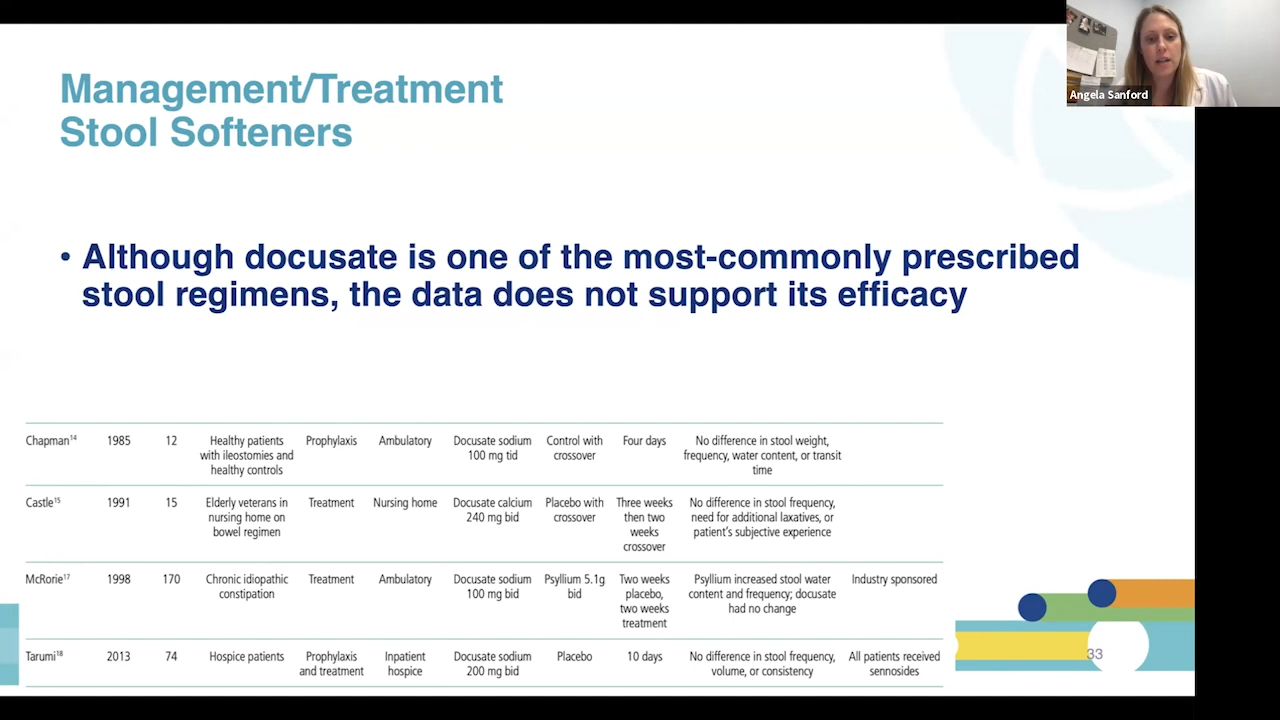 Management/Treatment
Stool Softeners
Angela Sanford
• Although docusate is one of the most-commonly prescribed
stool regimens, the data does not support its efficacy
Chapman14 1985 12 Healthy patients Prophylaxis Ambulatory Docusate sodium Control with Four days No difference in stool weight,
with ileostomies and 100 mg tid crossover frequency, water content, or transit
healthy controls time
Castle15 1991 15 Elderly veterans in Treatment Nursing home Docusate calcium Placebo with Three weeks No difference in stool frequency,
nursing home on 240 mg bid crossover then two need for additional laxatives, or
bowel regimen weeks patient's subjective experience
crossover
McRorie17 1998 170 Chronic idiopathic Treatment Ambulatory Docusate sodium Psyllium 5.1g Two weeks Psyllium increased stool water Industry sponsored
constipation 100 mg bid bid placebo, content and frequency; docusate
two weeks had no change
treatment
Tarumi18 2013 74 Hospice patients Prophylaxis Inpatient Docusate sodium Placebo 10 days No difference in stool frequency, All patients received
and treatment hospice 200 mg bid volume, or consistency sennosides
33